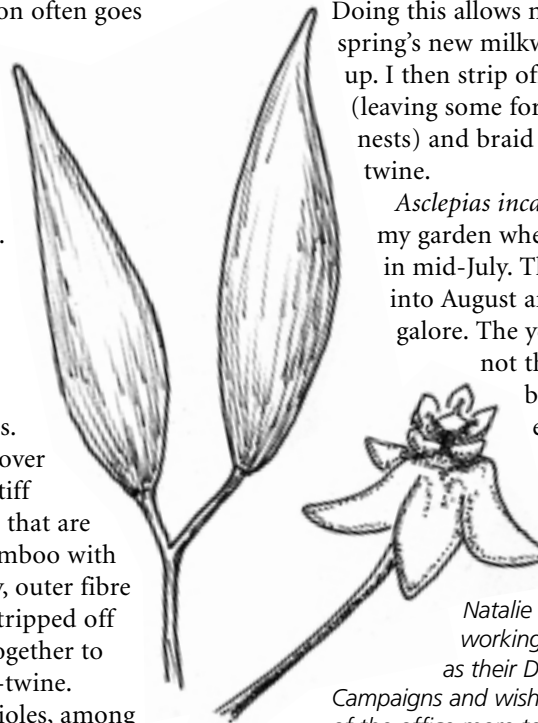 on often goes
.
s.
over
tiff
that are
mboo with
, outer fibre
tripped off
ogether to
-twine.
ioles, among
Doing this allows
spring's new milkw
up. I then strip of
(leaving some for
nests) and braid
twine.
Asclepias inca
my garden whe
in mid-July. Th
into August a
galore. The y
not th
b
e
Natalie
working
as their D
Campaigns and wish
of the office more to